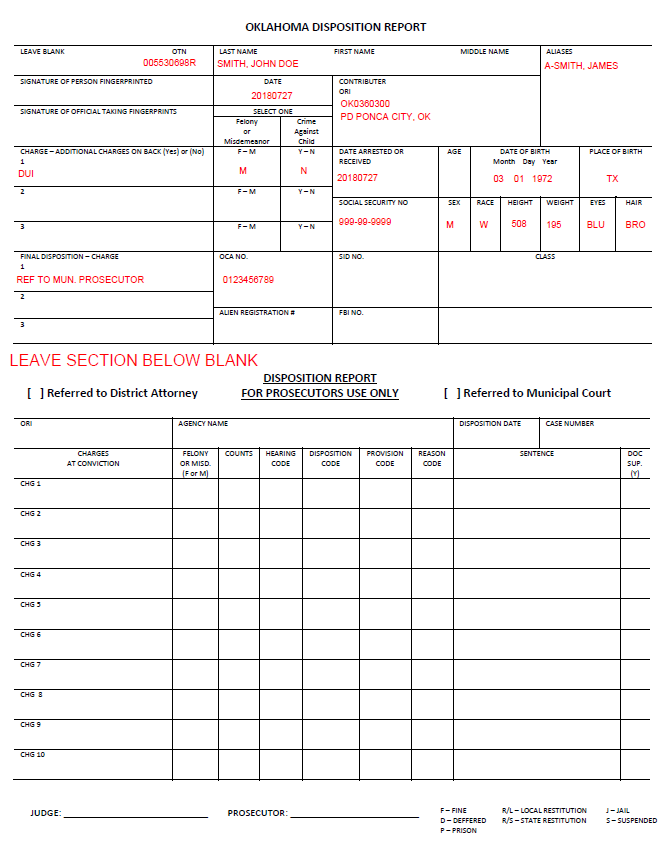 OKLAHOMA DISPOSITION REPORT
LEAVE BLANK OTN LAST NAME FIRST NAME MIDDLE NAME ALIASES
005530698R SMITH, JOHN DOE A-SMITH, JAMES
SIGNATURE OF PERSON FINGERPRINTED DATE CONTRIBUTER
ORI
20180727 OK0360300
SIGNATURE OF OFFICIAL TAKING FINGERPRINTS SELECT ONE PD PONCA CITY, OK
Felony Crime
or Against
Misdemeanor Child
CHARGE – ADDITIONAL CHARGES ON BACK (Yes) or (No) F – M Y – N DATE ARRESTED OR AGE DATE OF BIRTH PLACE OF BIRTH
1 RECEIVED Month Day Year
DUI M N 20180727 03 01 1972 TX
2 F – M Y – N
SOCIAL SECURITY NO SEX RACE HEIGHT WEIGHT EYES HAIR
999-99-9999 M W 508 195 BLU BRO
3 F – M Y – N
FINAL DISPOSITION – CHARGE OCA NO. SID NO. CLASS
1
REF TO MUN. PROSECUTOR 0123456789
2
ALIEN REGISTRATION # FBI NO.
3
LEAVE SECTION BELOW BLANK
DISPOSITION REPORT
[ ] Referred to District Attorney FOR PROSECUTORS USE ONLY [ ] Referred to Municipal Court
ORI AGENCY NAME DISPOSITION DATE CASE NUMBER
CHARGES FELONY COUNTS HEARING DISPOSITION PROVISION REASON SENTENCE DOC
AT CONVICTION OR MISD. CODE CODE CODE CODE SUP.
(F or M) (Y)
CHG 1
CHG 2
CHG 3
CHG 4
CHG 5
CHG 6
CHG 7
CHG 8
CHG 9
CHG 10
JUDGE: PROSECUTOR: F – FINE R/L – LOCAL RESTITUTION J – JAIL
D – DEFFERED R/S – STATE RESTITUTION S – SUSPENDED
P – PRISON